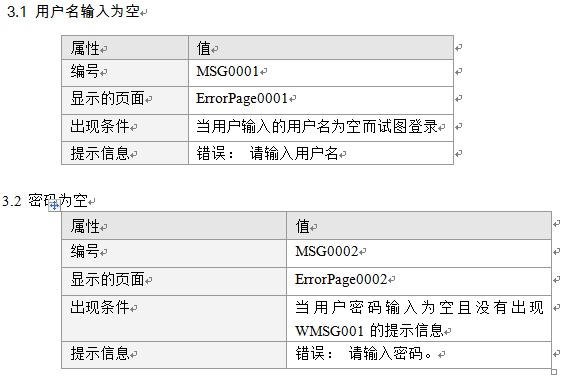 3.1 用户名输入为空
属性 值
编号 MSG0001
显示的页面 ErrorPage0001
出现条件 当用户输入的用户名为空而试图登录
提示信息 错误： 请输入用户名
3.2 密码为空
属性 值
编号 MSG0002
显示的页面 ErrorPage0002
出现条件 当用户密码输入为空且没有出现
WMSG001 的提示信息
提示信息 错误： 请输入密码。